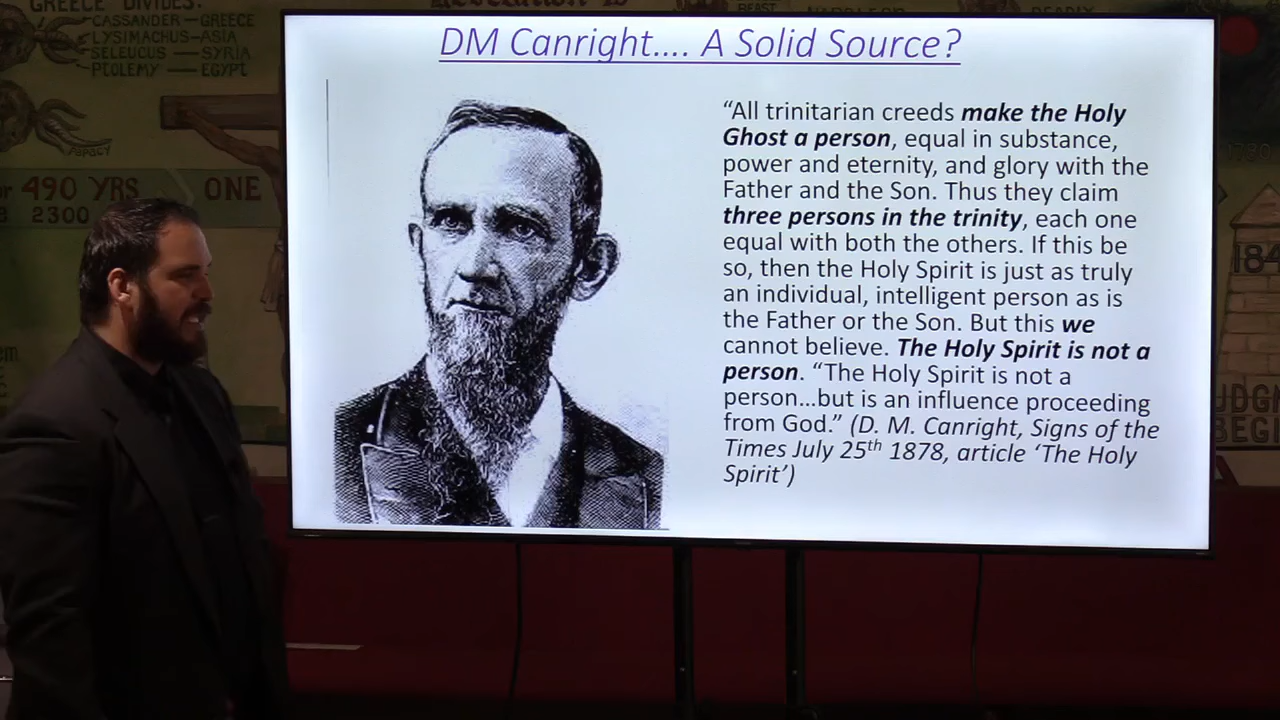 GREECE DIVIDES:
CASSANDER — GREECE
LYSIMACHUS - ASIA
SELEUCUS — SYRIA
PTOLEMY — EGYPT
PAPACY
490 YRS
ONE
2300
BEAST
DEADLY
184
JUDG
BEGI
DM Canright.... A Solid Source?
“All trinitarian creeds make the Holy
Ghost a person, equal in substance,
power and eternity, and glory with the
Father and the Son. Thus they claim
three persons in the trinity, each one
equal with both the others. If this be
so, then the Holy Spirit is just as truly
an individual, intelligent person as is
the Father or the Son. But this we
cannot believe. The Holy Spirit is not a
person. “The Holy Spirit is not a
person...but is an influence proceeding
from God.” (D. M. Canright, Signs of the
Times July 25th 1878, article ‘The Holy
Spirit’)